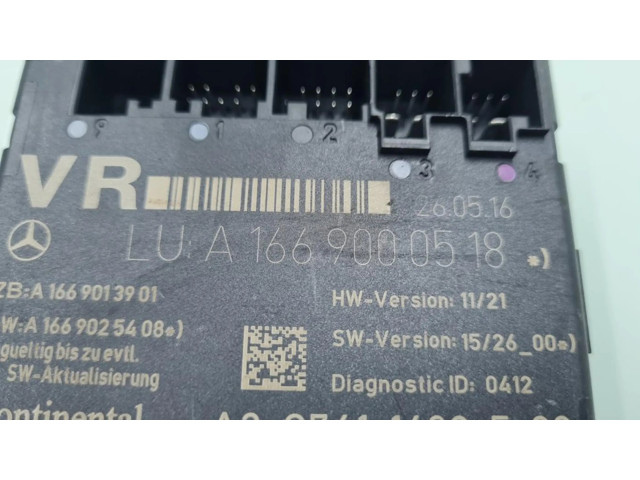 1 2
3 4
VR
26.05.16
LU: A 166 900 05 18 *)
ZB:A 166 901 39 01
HW-Version: 11/21
W:A 166 902 54 08*)
SW-Version: 15/26_00*)
gueltig bis zu evtl.
SW-Aktualisierung
Diagnostic ID: 0412
ontinental